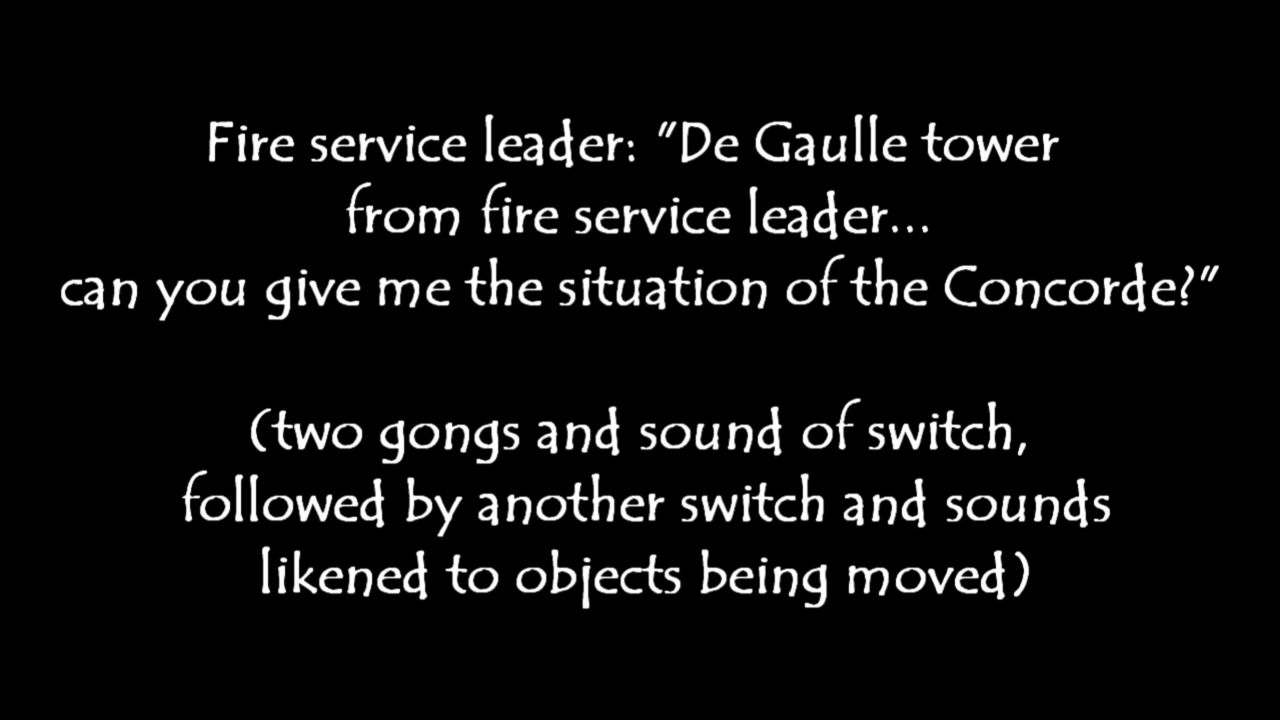 Fire service leader: "De Gaulle tower
from fire service leader...
can you give me the situation of the Concorde?"
(two gongs and sound of switch,
followed by another switch and sounds
likened to objects being moved)